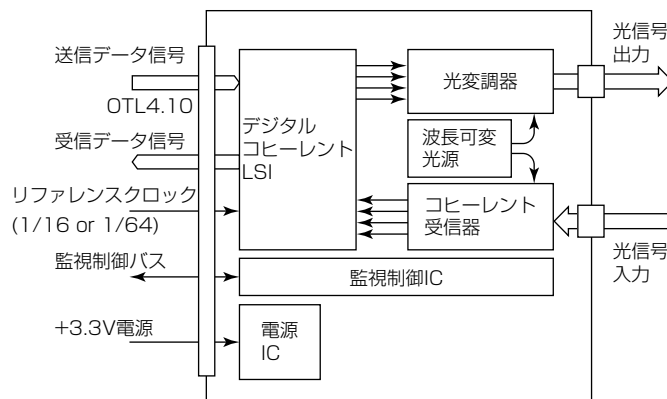 送信データ信号
OTL4.10
受信データ信号
リファレンスクロック
(1/16 or 1/64)
監視制御バス
+3.3V電源
デジタル
コヒーレント
LSI
光変調器
波長可変
光源
コヒーレント
受信器
監視制御IC
電源
IC
光信号
出力
光信号
入力